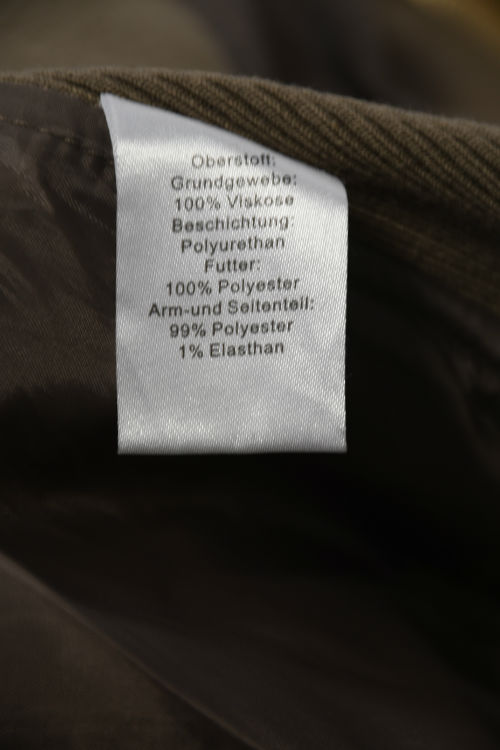 Oberstoff:
Grundgewebe:
100% Viskose
Beschichtung:
Polyurethan
Futter:
100% Polyester
Arm-und Seitenteil:
99% Polyester
1% Elasthan